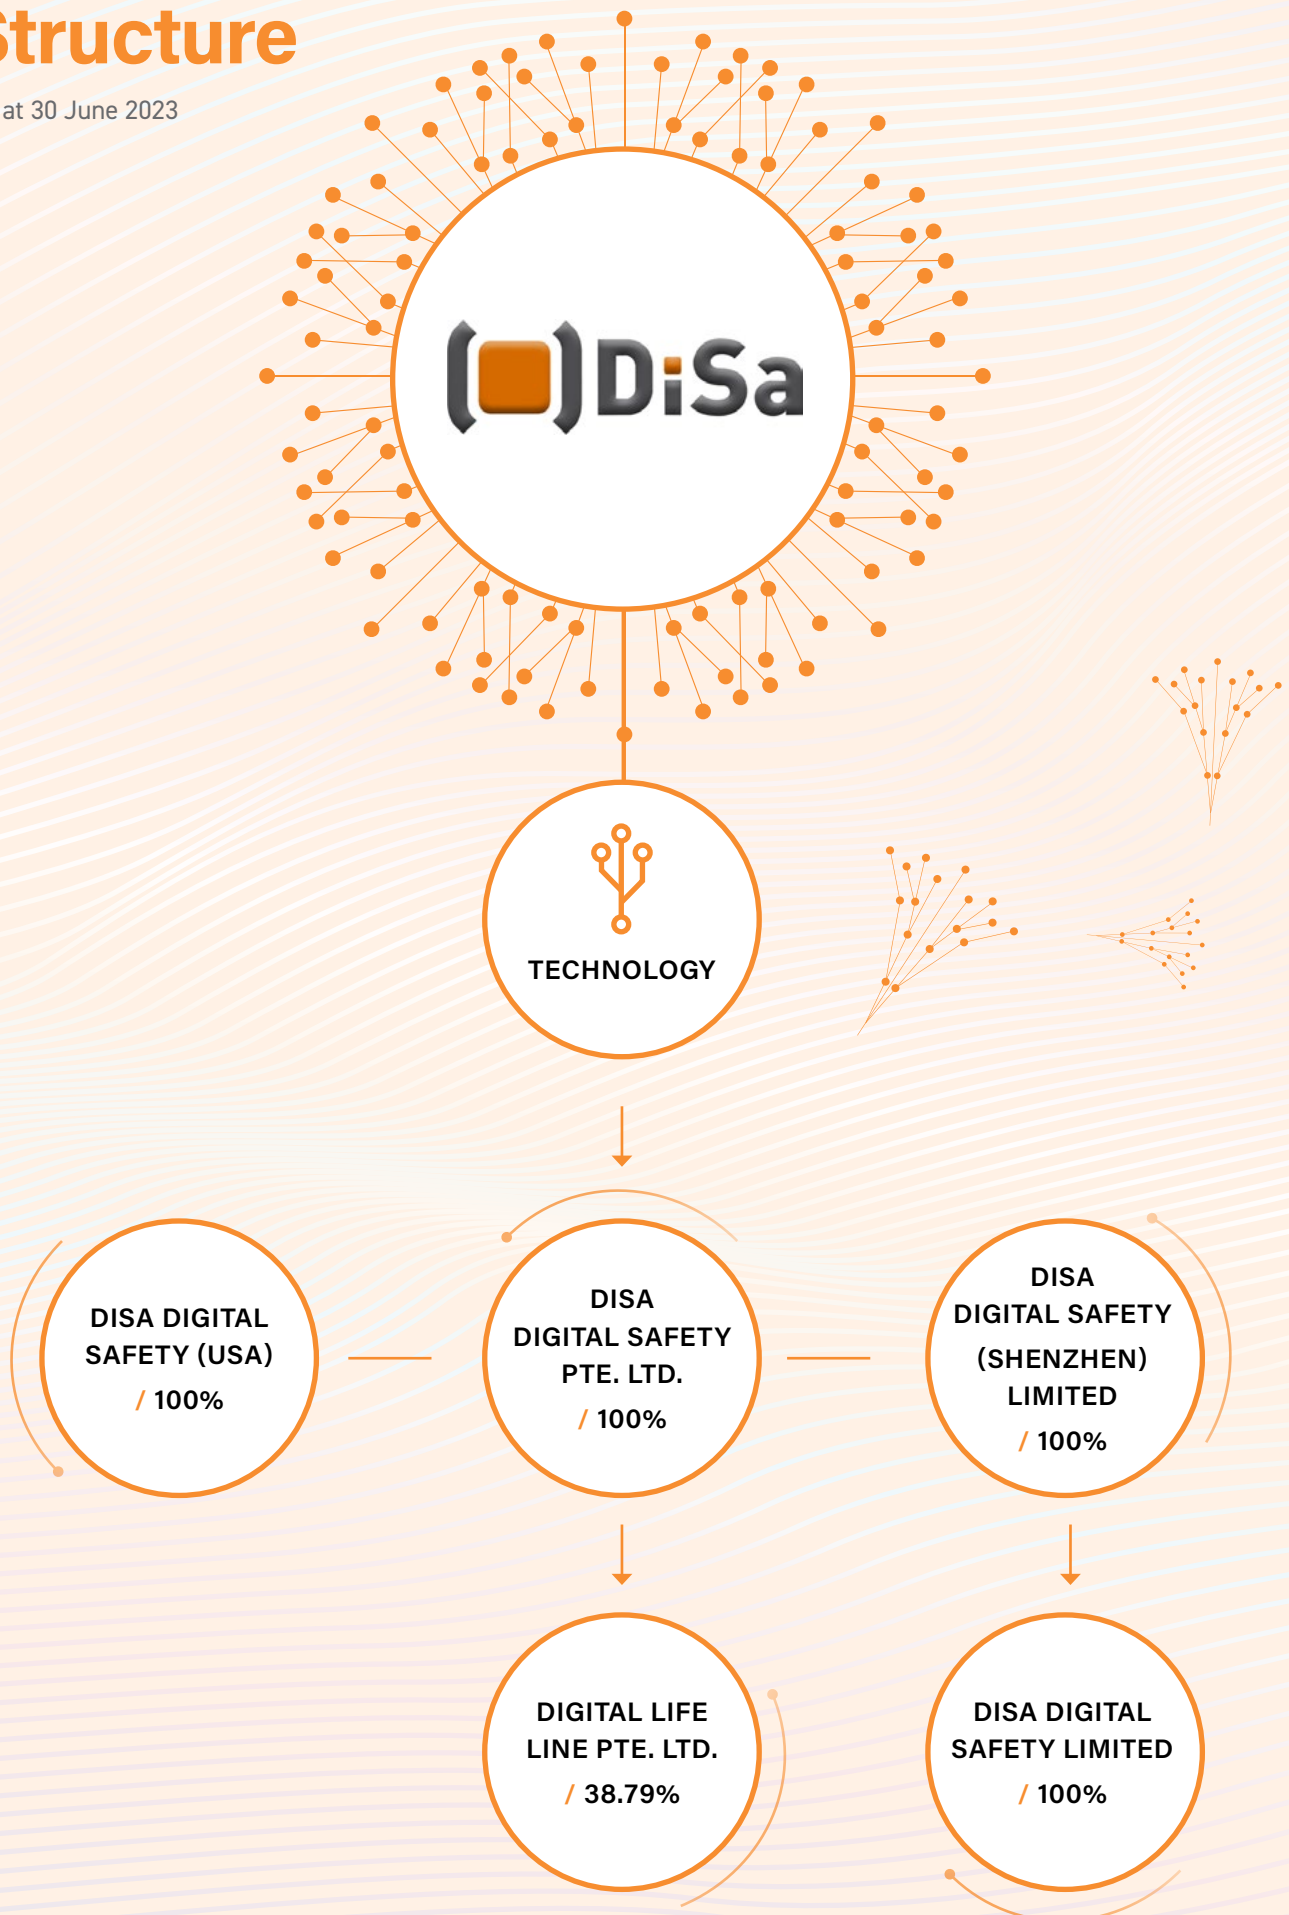 Structure
at 30 June 2023
DiSa
TECHNOLOGY
DISA DIGITAL
SAFETY (USA)
/ 100%
DISA
DIGITAL SAFETY
PTE. LTD.
/ 100%
DISA
DIGITAL SAFETY
(SHENZHEN)
LIMITED
/ 100%
DIGITAL LIFE
LINE PTE. LTD.
/ 38.79%
DISA DIGITAL
SAFETY LIMITED
/ 100%